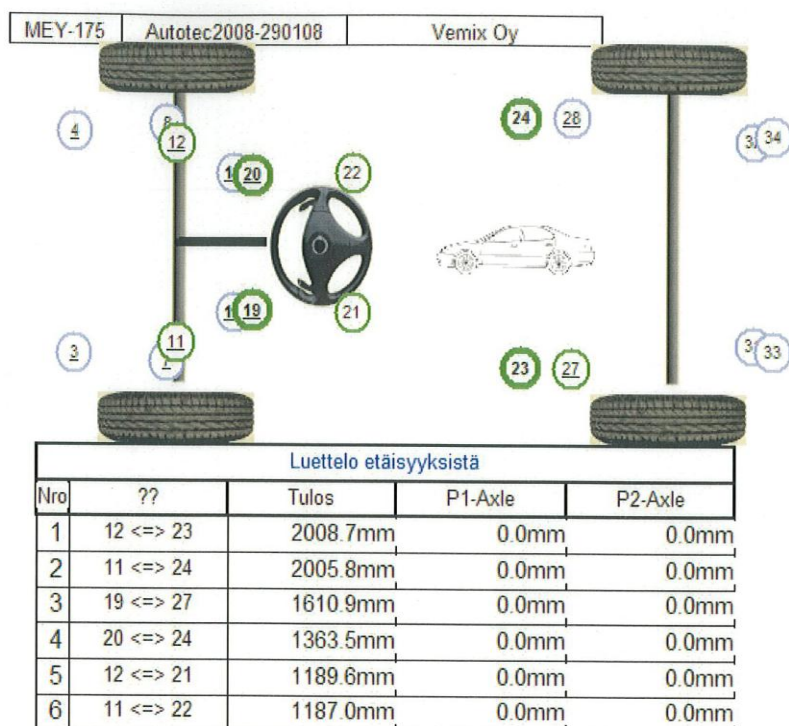 MEY-175 Autotec2008-290108 Vemix Oy
4 8 24 28 34
12
20 22
19 21
11
3 23 27 33
Luettelo etäisyyksistä
Nro ?? Tulos P1-Axle P2-Axle
1 12 <=> 23 2008.7mm 0.0mm 0.0mm
2 11 <=> 24 2005.8mm 0.0mm 0.0mm
3 19 <=> 27 1610.9mm 0.0mm 0.0mm
4 20 <=> 24 1363.5mm 0.0mm 0.0mm
5 12 <=> 21 1189.6mm 0.0mm 0.0mm
6 11 <=> 22 1187.0mm 0.0mm 0.0mm